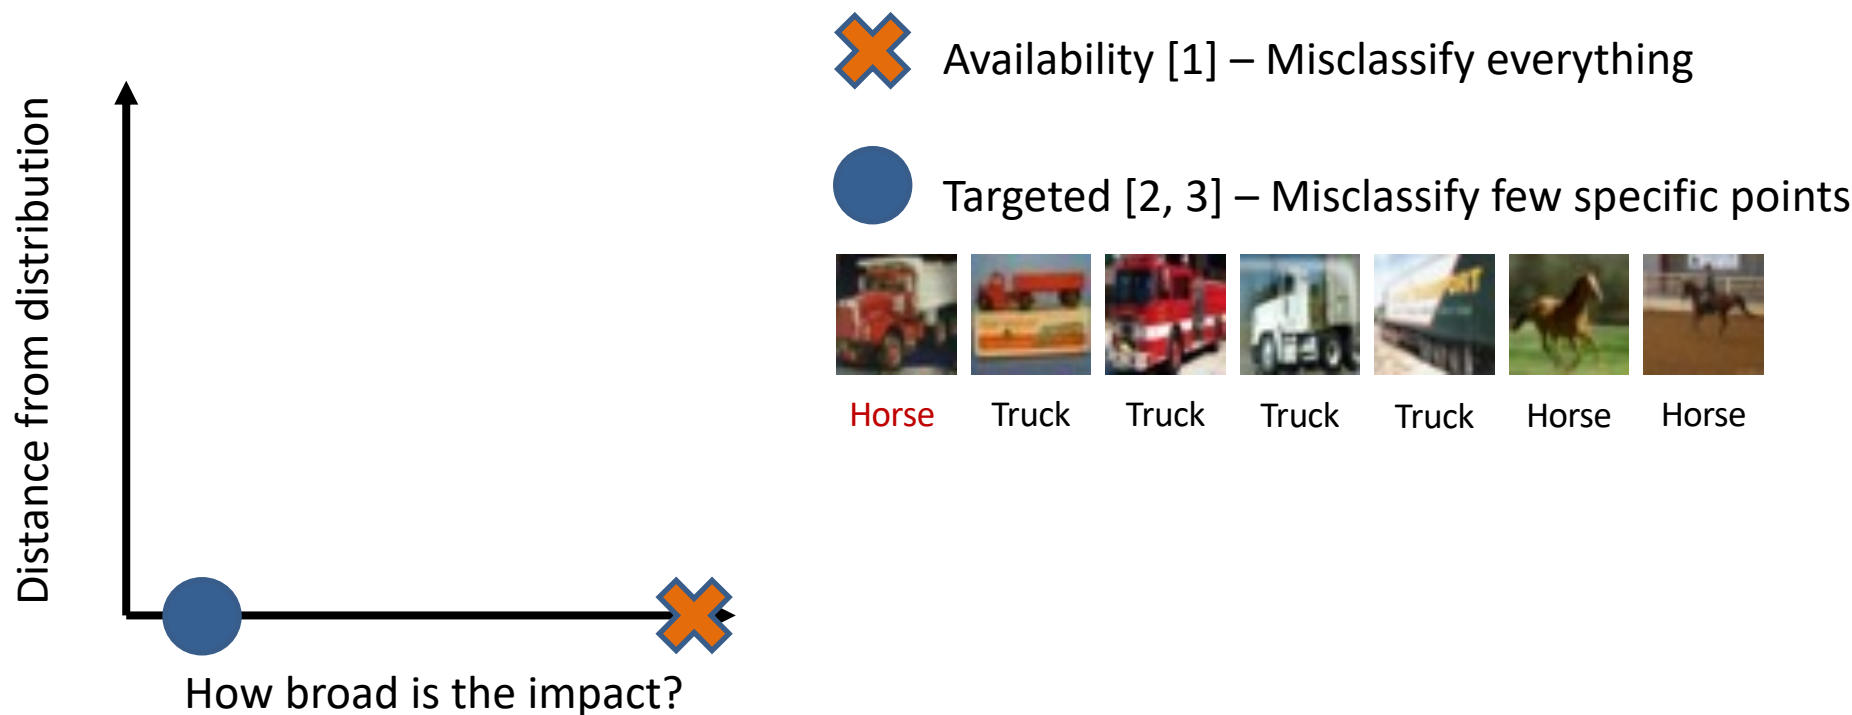 Availability [1] – Misclassify everything
Targeted [2, 3] – Misclassify few specific points
Horse Truck Truck Truck Truck Horse Horse
Distance from distribution
How broad is the impact?